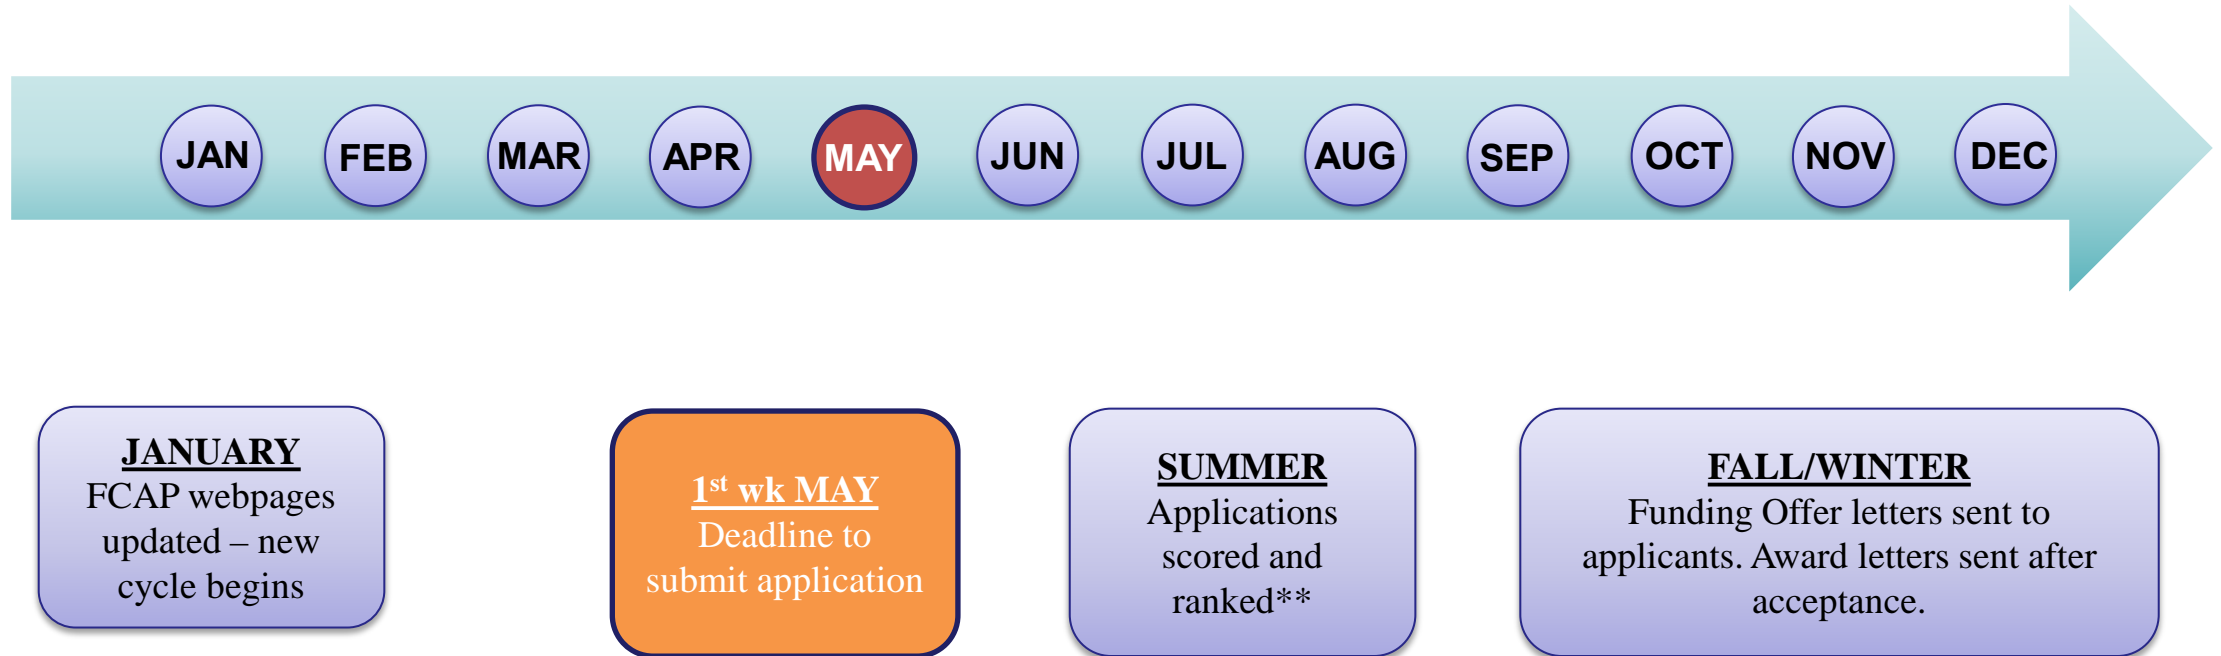 JAN FEB MAR APR MAY JUN JUL AUG SEP OCT NOV DEC
JANUARY
FCAP webpages
updated – new
cycle begins
1st wk MAY
Deadline to
submit application
SUMMER
Applications
scored and
ranked**
FALL/WINTER
Funding Offer letters sent to
applicants. Award letters sent after
acceptance.